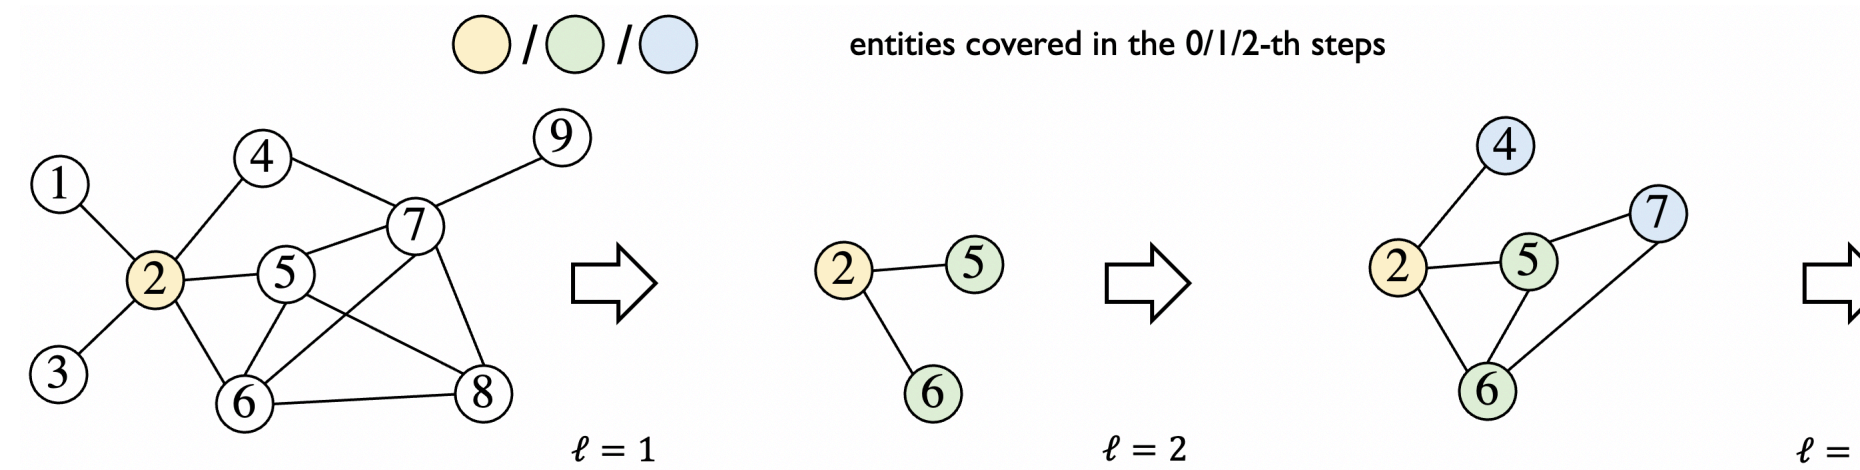 / / entities covered in the 0/1/2-th steps
9
4
4
1
7
7
2 5 2 5 2 5
3
6 8 6 6
ℓ = 1 ℓ = 2 ℓ =